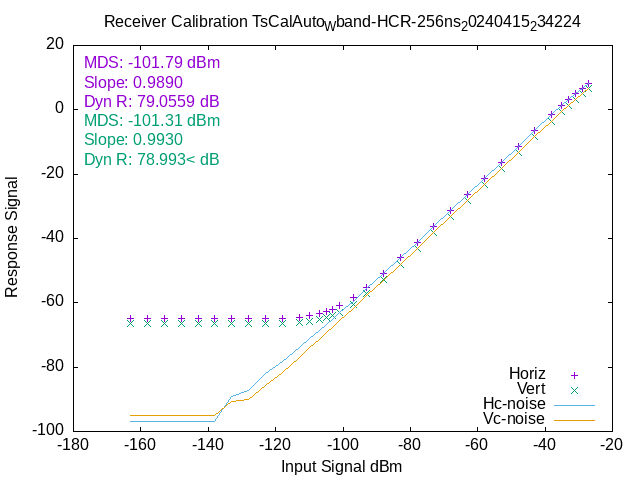 Receiver Calibration TsCalAutoWband-HCR-256ns20240415234224
MDS: -101.79 dBm
Slope: 0.9890
Dyn R: 79.0559 dB
MDS: -101.31 dBm
Slope: 0.9930
Dyn R: 78.993< dB
20
0
-20
-40
-60
-80
-100
Response Signal
Horiz
Vert
Hc-noise
Vc-noise
-180 -160 -140 -120 -100 -80 -60 -40 -20
Input Signal dBm